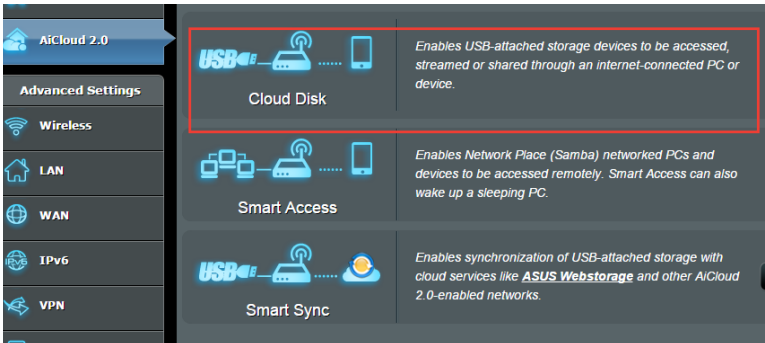 AiCloud 2.0
Advanced Settings
Wireless
LAN
WAN
IPv6
IPv6
VPN
USB
Cloud Disk
Enables USB-attached storage devices to be accessed,
streamed or shared through an internet-connected PC or
device.
Smart Access
Enables Network Place (Samba) networked PCs and
devices to be accessed remotely. Smart Access can also
wake up a sleeping PC.
USB
Smart Sync
Enables synchronization of USB-attached storage with
cloud services like ASUS Webstorage and other AiCloud
2.0-enabled networks.